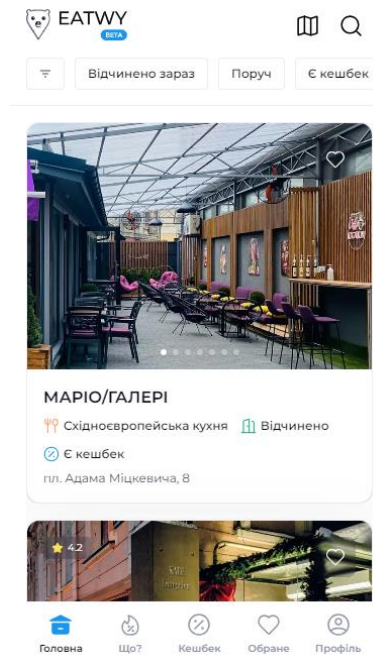 EATWY
BETA
Відчинено зараз Поруч Є кешбек
МАРІО/ГАЛЕРІ
Східноєвропейська кухня Відчинено
Є кешбек
пл. Адама Міцкевича, 8
4.2
Головна Що? Кешбек Обране Профіль